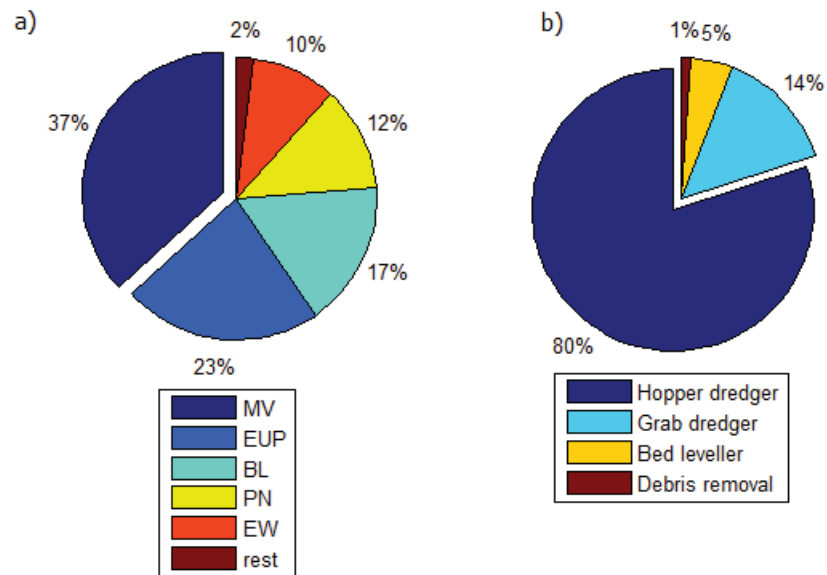 a)
2%
10%
12%
17%
23%
37%
MV
EUP
BL
PN
EW
rest
b)
1%
5%
14%
80%
Hopper dredger
Grab dredger
Bed leveller
Debris removal